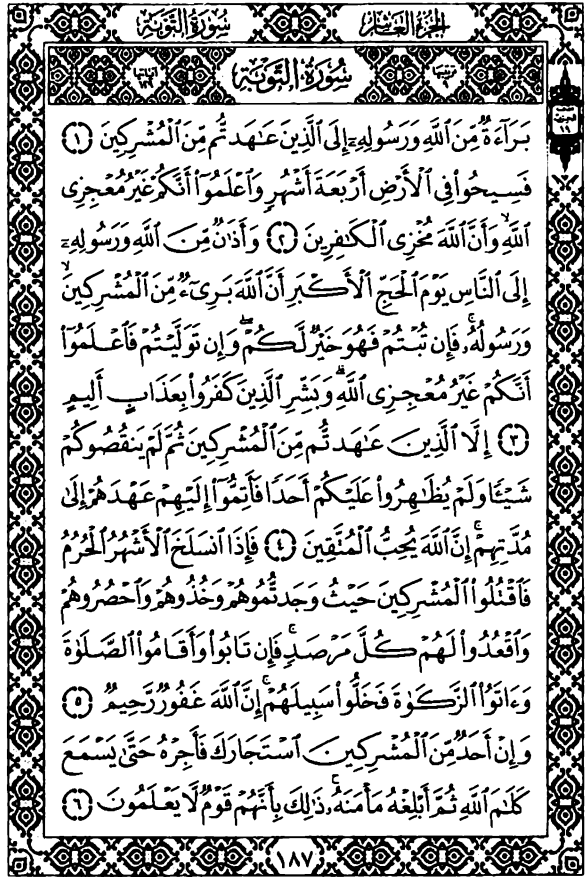 الجزء العاشر
سورة التوبة
سُورَةُ التَّوْبَةِ
بَرَآءَةٌ مِّنَ ٱللَّهِ وَرَسُولِهِۦٓ إِلَى ٱلَّذِينَ عَـٰهَدتُّم مِّنَ ٱلْمُشْرِكِينَ ١
فَسِيحُوا۟ فِى ٱلْأَرْضِ أَرْبَعَةَ أَشْهُرٍ وَٱعْلَمُوٓا۟ أَنَّكُمْ غَيْرُ مُعْجِزِى
ٱللَّهِ ۙ وَأَنَّ ٱللَّهَ مُخْزِى ٱلْكَـٰفِرِينَ ٢ وَأَذَٰنٌ مِّنَ ٱللَّهِ وَرَسُولِهِۦٓ
إِلَى ٱلنَّاسِ يَوْمَ ٱلْحَجِّ ٱلْأَكْبَرِ أَنَّ ٱللَّهَ بَرِىٓءٌ مِّنَ ٱلْمُشْرِكِينَ ۙ
وَرَسُولُهُۥ ۚ فَإِن تُبْتُمْ فَهُوَ خَيْرٌ لَّكُمْ ۖ وَإِن تَوَلَّيْتُمْ فَٱعْلَمُوٓا۟
أَنَّكُمْ غَيْرُ مُعْجِزِى ٱللَّهِ ۗ وَبَشِّرِ ٱلَّذِينَ كَفَرُوا۟ بِعَذَابٍ أَلِيمٍ
٣ إِلَّا ٱلَّذِينَ عَـٰهَدتُّم مِّنَ ٱلْمُشْرِكِينَ ثُمَّ لَمْ يَنقُصُوكُمْ
شَيْـًٔا وَلَمْ يُظَـٰهِرُوا۟ عَلَيْكُمْ أَحَدًا فَأَتِمُّوٓا۟ إِلَيْهِمْ عَهْدَهُمْ إِلَىٰ
مُدَّتِهِمْ ۚ إِنَّ ٱللَّهَ يُحِبُّ ٱلْمُتَّقِينَ ٤ فَإِذَا ٱنسَلَخَ ٱلْأَشْهُرُ ٱلْحُرُمُ
فَٱقْتُلُوا۟ ٱلْمُشْرِكِينَ حَيْثُ وَجَدتُّمُوهُمْ وَخُذُوهُمْ وَٱحْصُرُوهُمْ
وَٱقْعُدُوا۟ لَهُمْ كُلَّ مَرْصَدٍ ۚ فَإِن تَابُوا۟ وَأَقَامُوا۟ ٱلصَّلَوٰةَ
وَءَاتَوُا۟ ٱلزَّكَوٰةَ فَخَلُّوا۟ سَبِيلَهُمْ ۚ إِنَّ ٱللَّهَ غَفُورٌ رَّحِيمٌ ٥
وَإِنْ أَحَدٌ مِّنَ ٱلْمُشْرِكِينَ ٱسْتَجَارَكَ فَأَجِرْهُ حَتَّىٰ يَسْمَعَ
كَلَـٰمَ ٱللَّهِ ثُمَّ أَبْلِغْهُ مَأْمَنَهُۥ ۚ ذَٰلِكَ بِأَنَّهُمْ قَوْمٌ لَّا يَعْلَمُونَ ٦
١٨٧